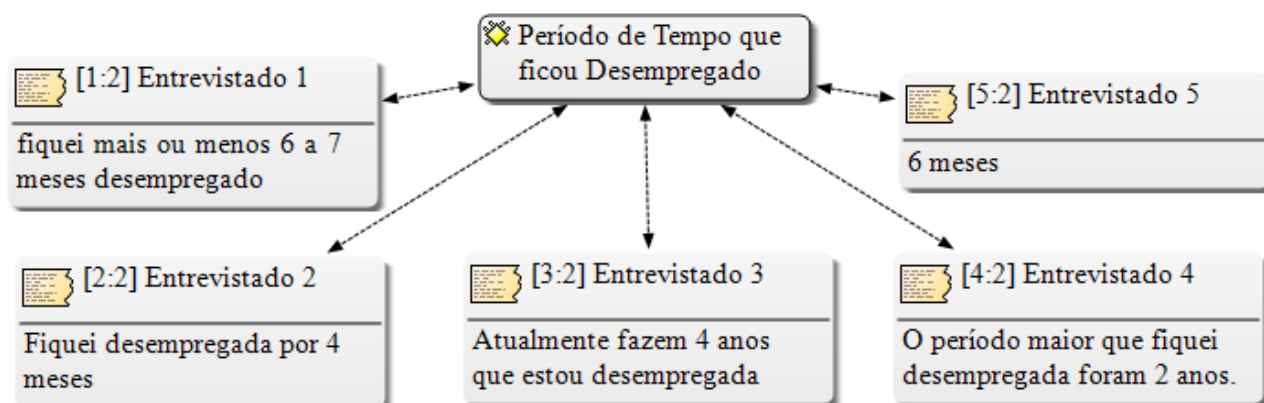 Período de Tempo que
ficou Desempregado
[1:2] Entrevistado 1
fiquei mais ou menos 6 a 7
meses desempregado
[5:2] Entrevistado 5
6 meses
[2:2] Entrevistado 2
Fiquei desempregada por 4
meses
[3:2] Entrevistado 3
Atualmente fazem 4 anos
que estou desempregada
[4:2] Entrevistado 4
O período maior que fiquei
desempregada foram 2 anos.